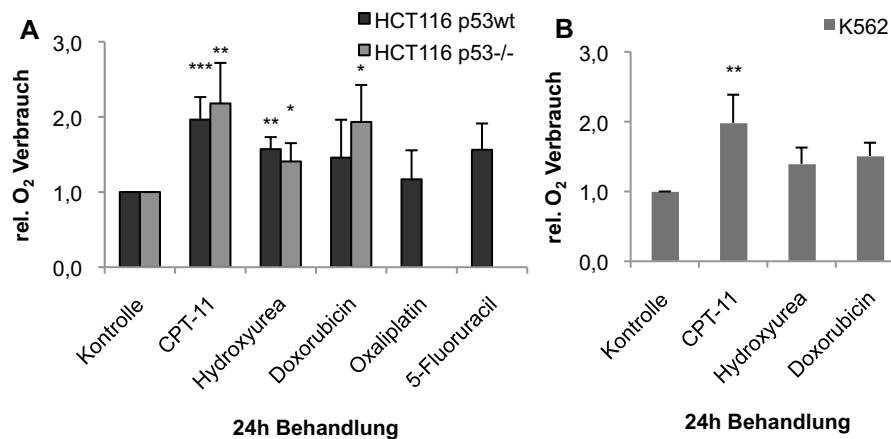 A
HCT116 p53wt
HCT116 p53-/-
rel. O₂ Verbrauch
3,0
2,0
1,0
0,0
***
**
**
*
*
Kontrolle
CPT-11
Hydroxyurea
Doxorubicin
Oxaliplatin
5-Fluoruracil
24h Behandlung
B
K562
rel. O₂ Verbrauch
3,0
2,0
1,0
0,0
**
Kontrolle
CPT-11
Hydroxyurea
Doxorubicin
24h Behandlung